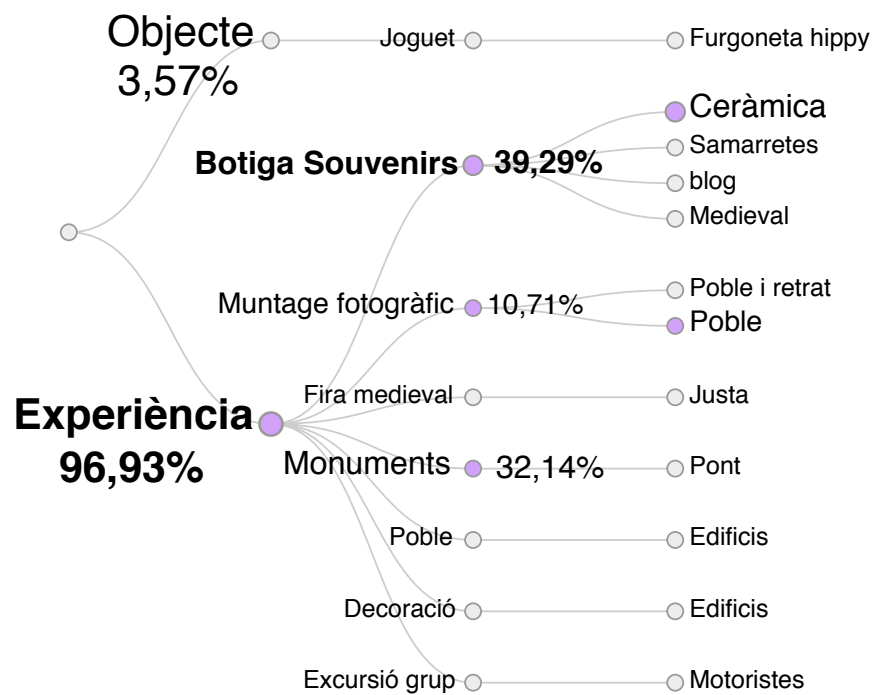 Objecte
3,57%
Joguet
Furgoneta hippy
Ceràmica
Samarretes
Botiga Souvenirs 39,29%
blog
Medieval
Muntage fotogràfic 10,71%
Poble i retrat
Poble
Experiència
96,93%
Fira medieval
Justa
Monuments 32,14%
Pont
Poble
Edificis
Decoració
Edificis
Excursió grup
Motoristes